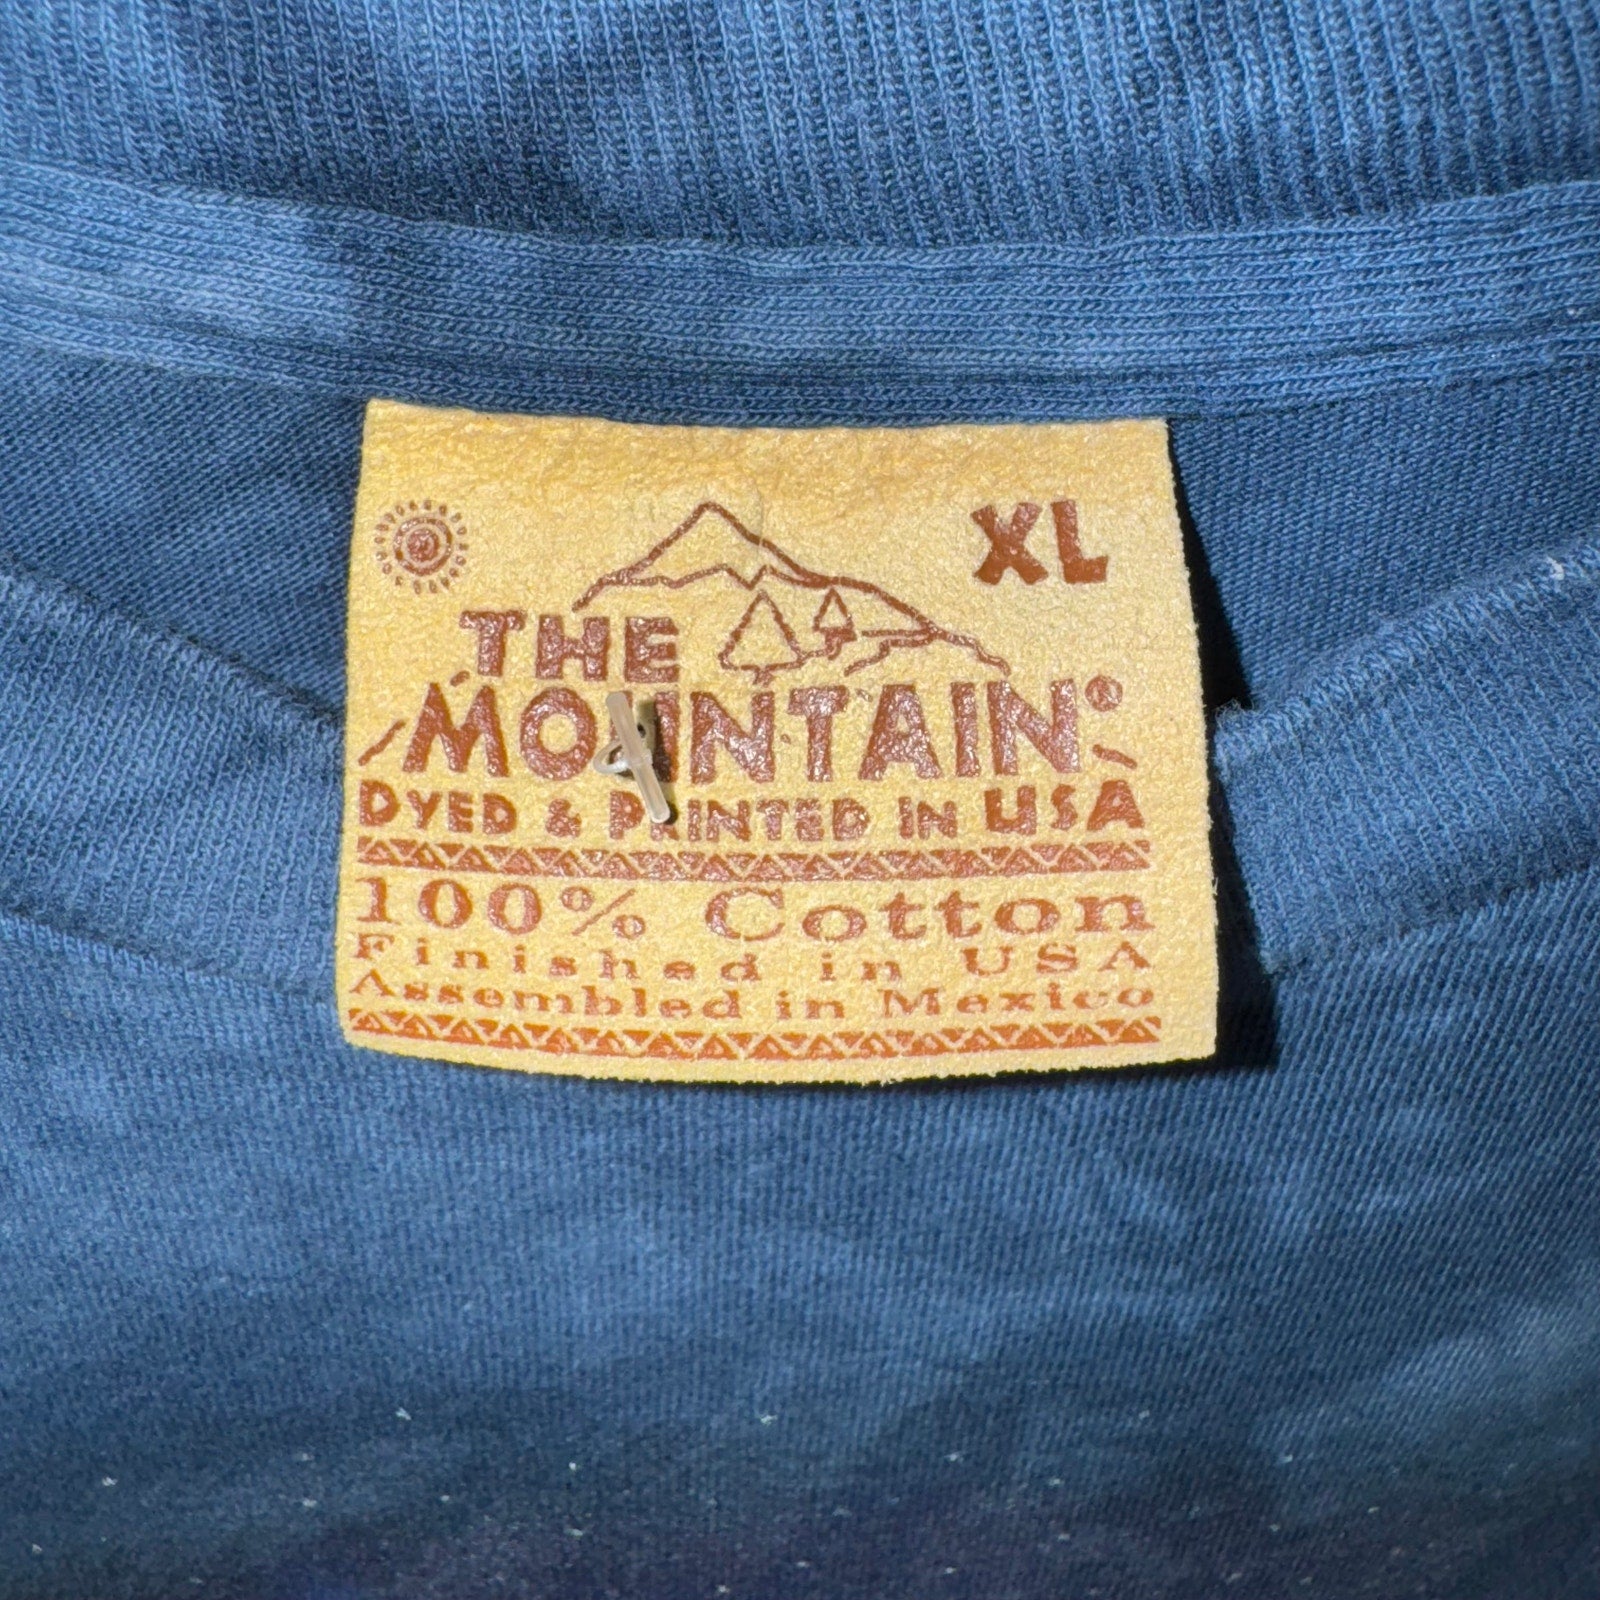 XL
THE
MOUNTAIN®
DYED & PRINTED IN USA
100% Cotton
Finished in USA
Assembled in Mexico